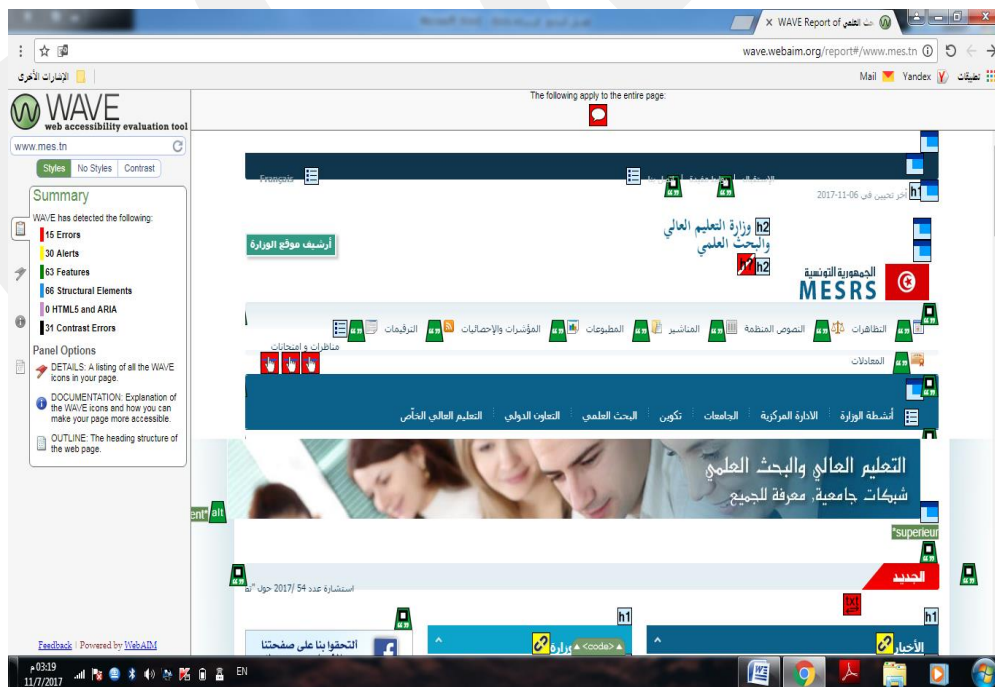 WAVE Report of
wave.webaim.org/report#/www.mes.tn
الإشارات الأخرى
Mail
Yandex
تطبيقات
WAVE
web accessibility evaluation tool
www.mes.tn
Styles
No Styles
Contrast
Summary
WAVE has detected the following:
15 Errors
30 Alerts
63 Features
66 Structural Elements
0 HTML5 and ARIA
31 Contrast Errors
Panel Options
DETAILS: A listing of all the WAVE
icons in your page.
DOCUMENTATION: Explanation of
the WAVE icons and how you can
make your page more accessible.
OUTLINE: The heading structure of
the web page.
Feedback | Powered by WebAIM
The following apply to the entire page:
Français
h1
آخر تحيين في 06-11-2017
h2 وزارة التعليم العالي
والبحث العلمي
h2
أرشيف موقع الوزارة
الجمهورية التونسية
MESRS
التظاهرات
النصوص المنظمة
المناشير
المطبوعات
المؤشرات والإحصاليات
الترقيمات
مناظرات و امتحانات
المعادلات
أنشطة الوزارة
الادارة المركزية
الجامعات
تكوين
البحث العلمي
التعاون الدولي
التعليم العالي الخاّص
التعليم العالي والبحث العلمي
شبكات جامعية, معرفة للجميع
alt
*superieur
الجديد
استشارة عدد 54 /2017 حول
h1
h1
الأخبار
<code>
التحقوا بنا على صفحتنا
03:19 م
11/7/2017
EN